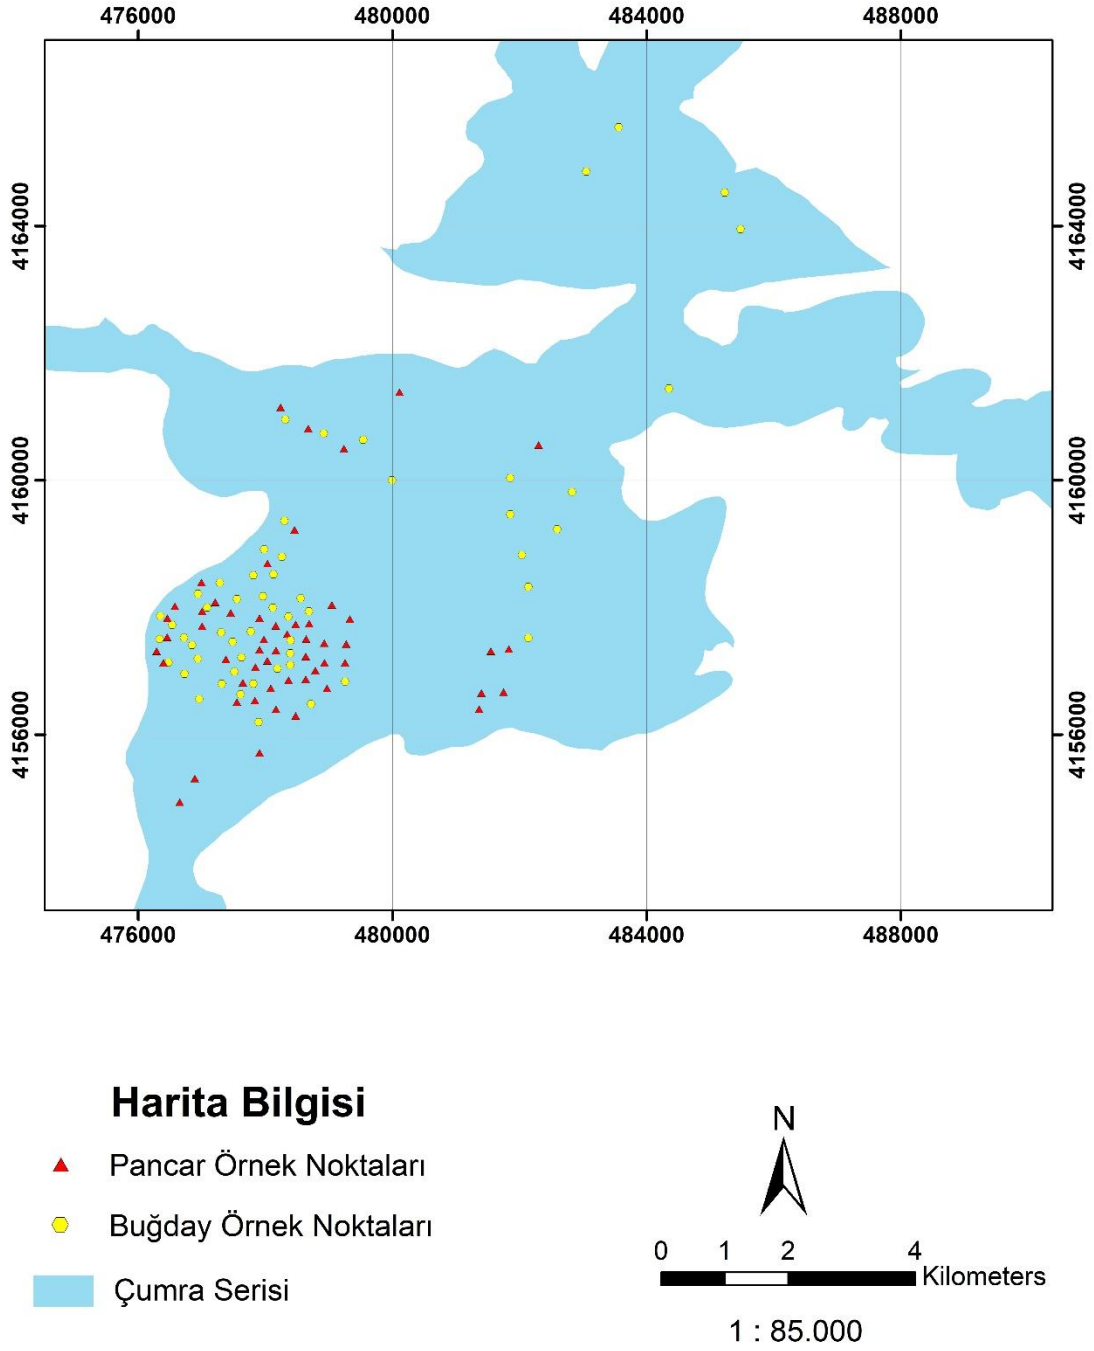 476000 480000 484000 488000
4164000 4164000
4160000 4160000
4156000 4156000
476000 480000 484000 488000
Harita Bilgisi
Pancar Örnek Noktaları
Buğday Örnek Noktaları
Çumra Serisi
N
0 1 2 4
Kilometers
1 : 85.000